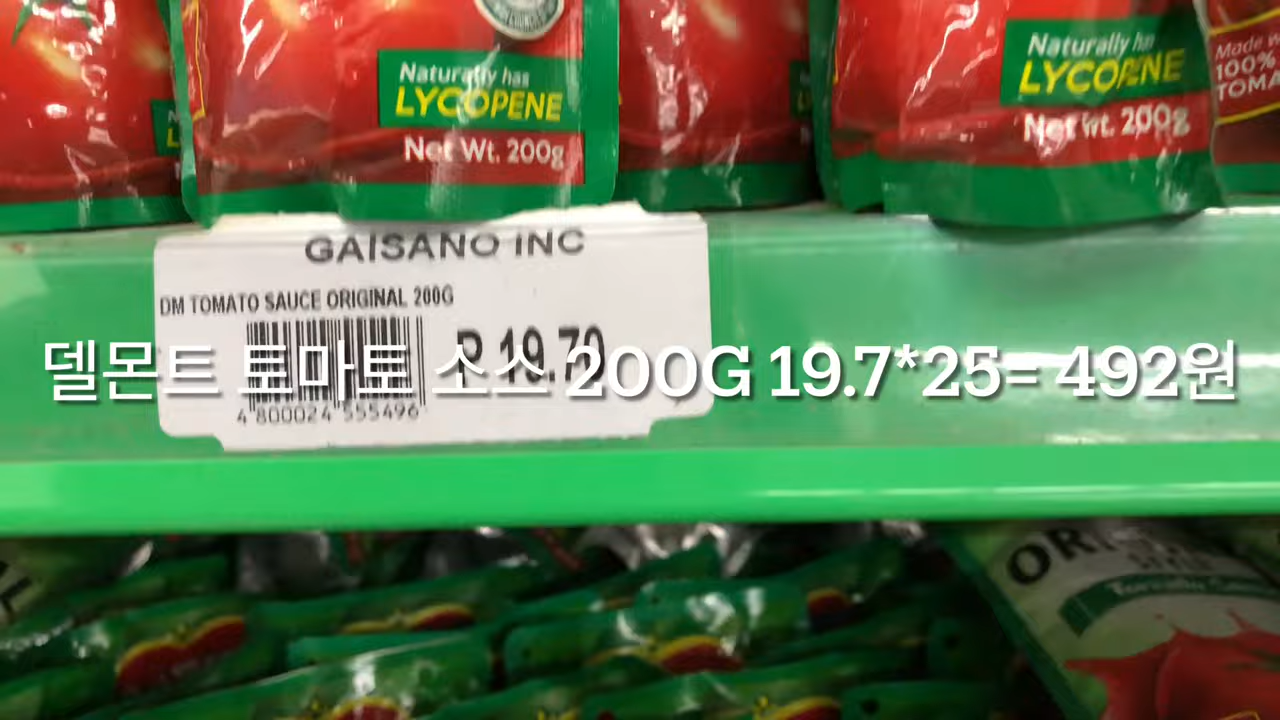 Naturally has
LYCOPENE
Net Wt. 200g
Naturally has
LYCOPENE
Net Wt. 200g
Made
100%
GAISANO INC
DM TOMATO SAUCE ORIGINAL 200G
P 19.70
4 800024 555496
델몬트 토마토 소스 200G 19.7*25= 492원